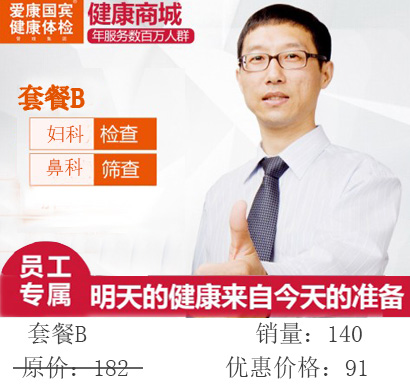 爱康国宾
健康体检
健康商城
年服务数百万人群
套餐B
妇科 检查
鼻科 筛查
员工
专属
明天的健康来自今天的准备
套餐B 销量：140
原价：182 优惠价格：91